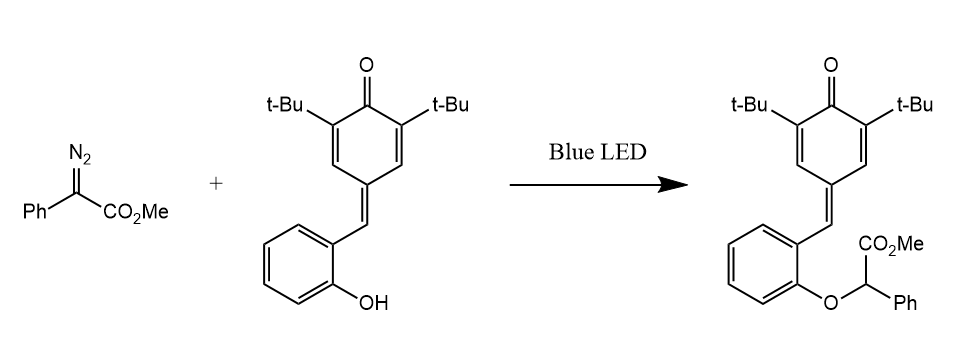 O
t-Bu
t-Bu
N2
Ph
CO2Me
+
OH
Blue LED
O
t-Bu
t-Bu
CO2Me
O
Ph